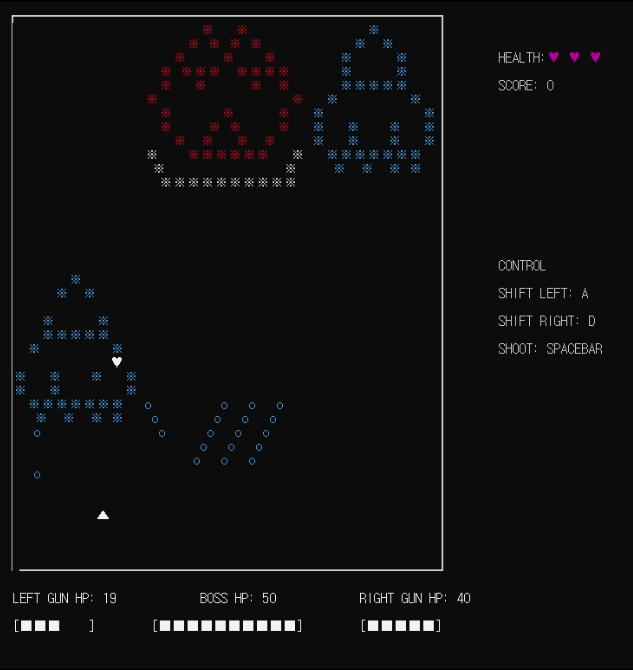 HEALTH: ♥ ♥ ♥
SCORE: 0
CONTROL
SHIFT LEFT: A
SHIFT RIGHT: D
SHOOT: SPACEBAR
LEFT GUN HP: 19
BOSS HP: 50
RIGHT GUN HP: 40
[■■■  ]
[■■■■■■■■■■]
[■■■■■]